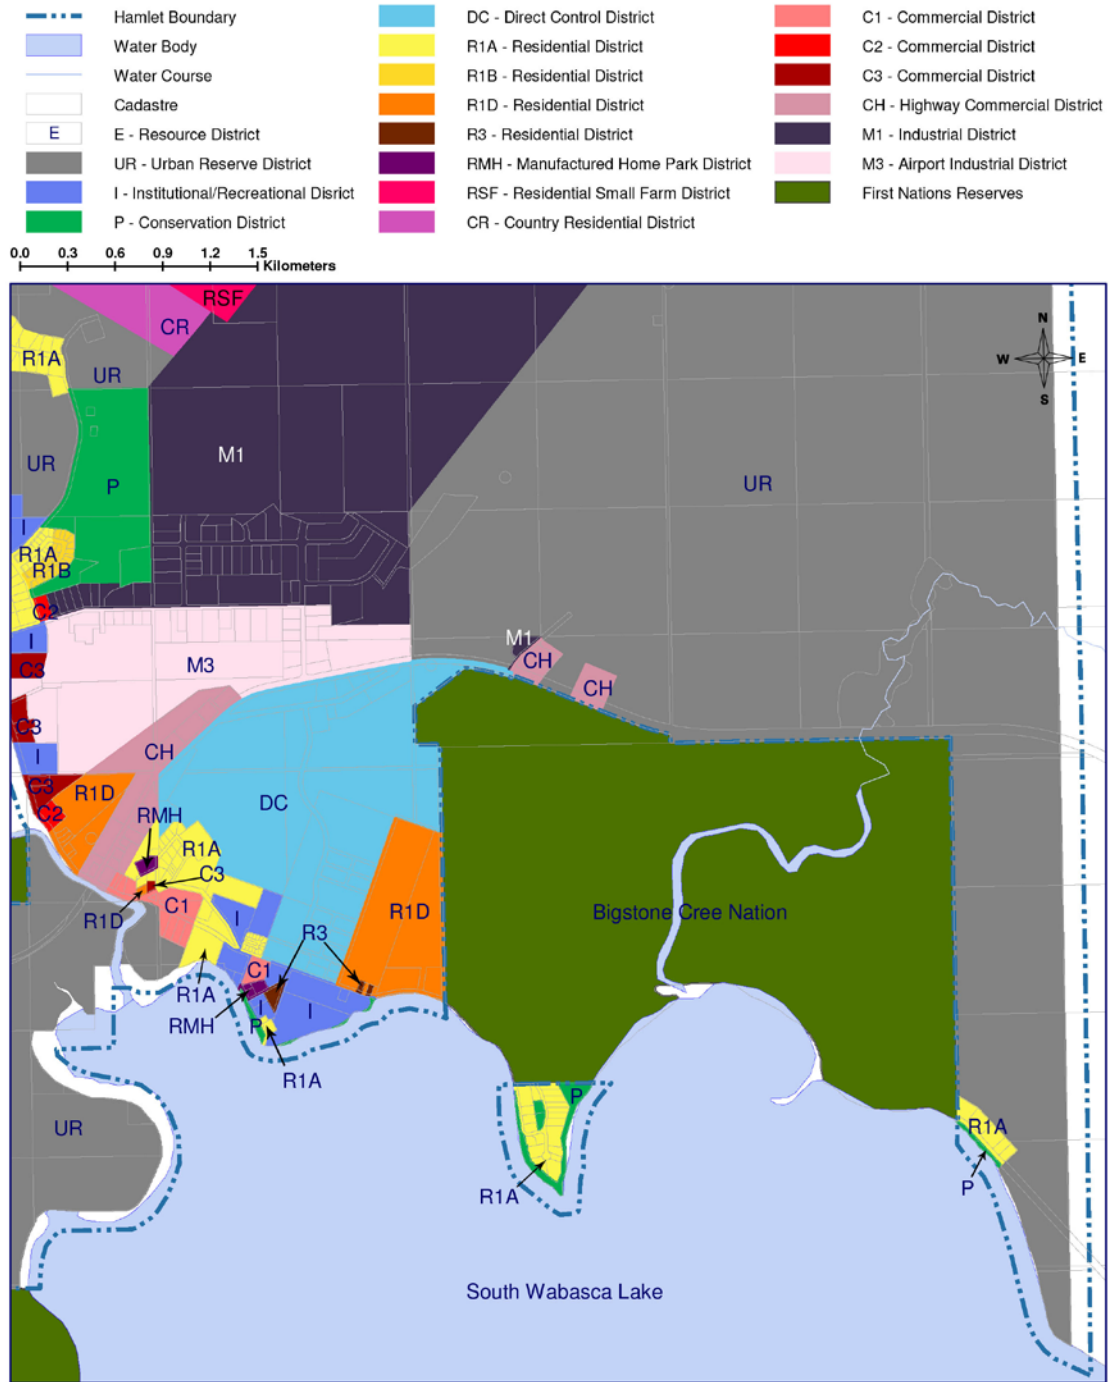 Hamlet Boundary
Water Body
Water Course
Cadastre
E
E - Resource District
UR - Urban Reserve District
I - Institutional/Recreational Disrict
P - Conservation District
DC - Direct Control District
R1A - Residential District
R1B - Residential District
R1D - Residential District
R3 - Residential District
RMH - Manufactured Home Park District
RSF - Residential Small Farm District
CR - Country Residential District
C1 - Commercial District
C2 - Commercial District
C3 - Commercial District
CH - Highway Commercial District
M1 - Industrial District
M3 - Airport Industrial District
First Nations Reserves
0.0 0.3 0.6 0.9 1.2 1.5
Kilometers
RSF
CR
N
W E
S
R1A
UR
M1
UR
P
UR
I
R1A
R1B
C2
I
M1
CH
C3
M3
CH
C3
CH
I
C3
R1D
DC
C2
RMH
R1A
C3
C1
R1D
I
R1D
Bigstone Cree Nation
R3
C1
R1A
I
I
RMH
P
R1A
P
UR
R1A
R1A
P
South Wabasca Lake